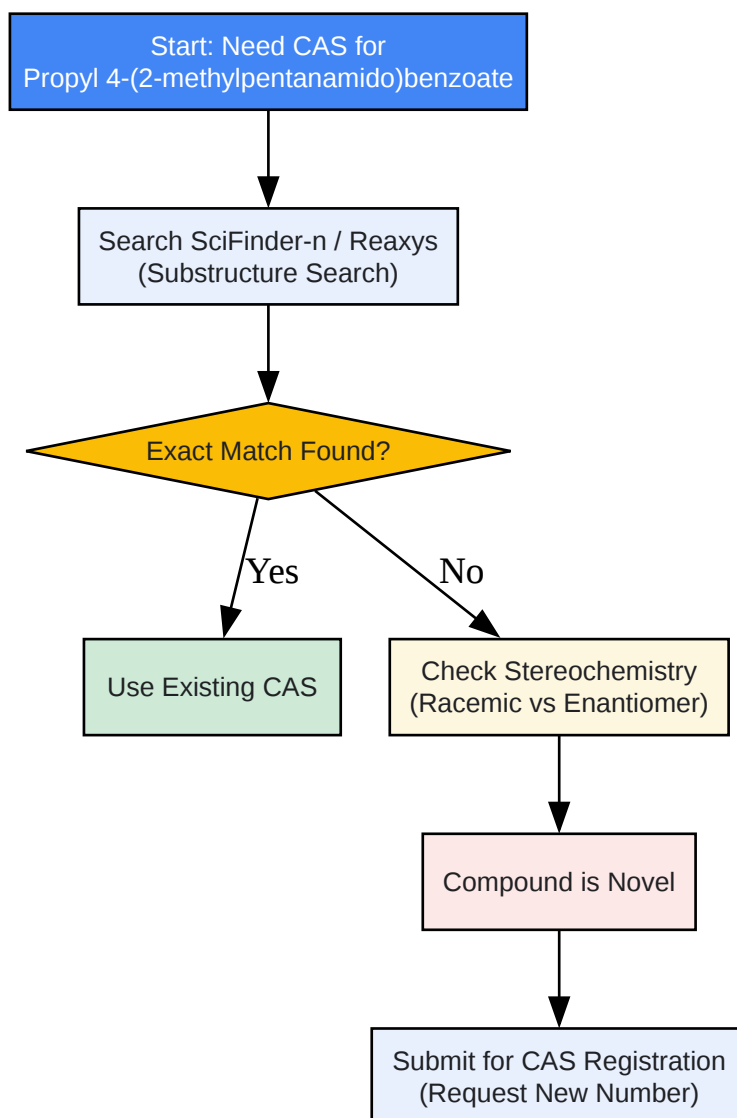 Start: Need CAS for
Propyl 4-(2-methylpentanamido)benzoate
Search SciFinder-n / Reaxys
(Substructure Search)
Exact Match Found?
Yes
No
Use Existing CAS
Check Stereochemistry
(Racemic vs Enantiomer)
Compound is Novel
Submit for CAS Registration
(Request New Number)